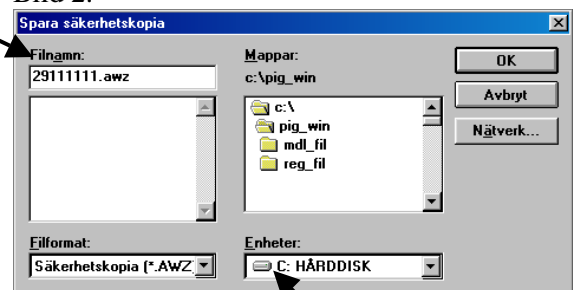 Bild 2.
Spara säkerhetskopia
Filnamn:
29111111.awz
Mappar:
c:\pig_win
c:\
pig_win
mdl_fil
reg_fil
OK
Avbryt
Nätverk...
Filformat:
Säkerhetskopia (*.AWZ
Enheter:
C: HÅRDDISK